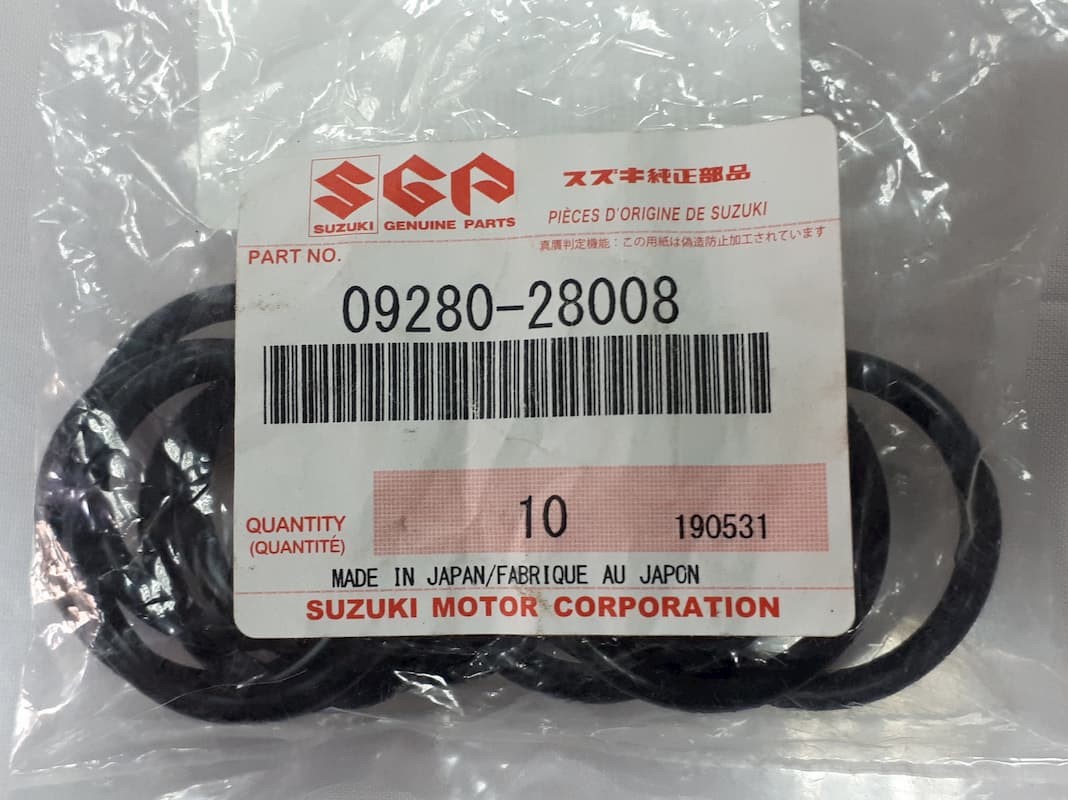 SGP スズキ純正部品
SUZUKI GENUINE PARTS PIÈCES D'ORIGINE DE SUZUKI
PART NO. 真贋判定機能：この用紙は偽造防止加工されています
09280-28008
QUANTITY 10 190531
(QUANTITÉ)
MADE IN JAPAN/FABRIQUE AU JAPON
SUZUKI MOTOR CORPORATION